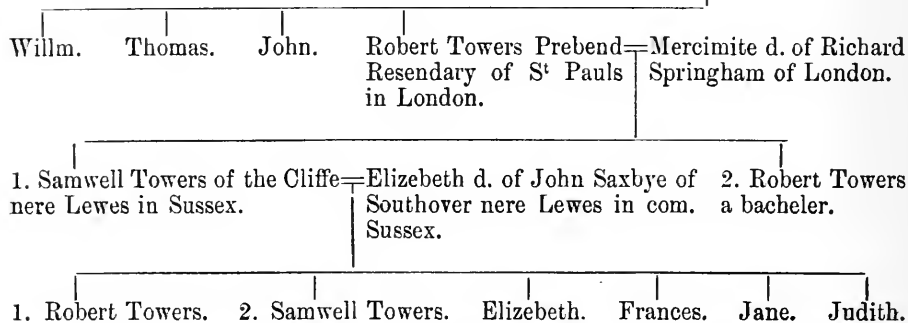 Willm. Thomas. John. Robert Towers Prebend=Mercimite d. of Richard
Resendary of St Pauls Springham of London.
in London.
1. Samwell Towers of the Cliffe=Elizebeth d. of John Saxbye of 2. Robert Towers
nere Lewes in Sussex. Southover nere Lewes in com. a bacheler.
Sussex.
1. Robert Towers. 2. Samwell Towers. Elizebeth. Frances. Jane. Judith.